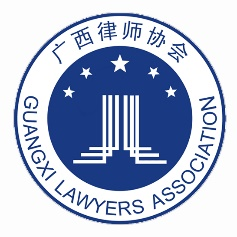 广西律师协会
GUANGXI LAWYERS ASSOCIATION